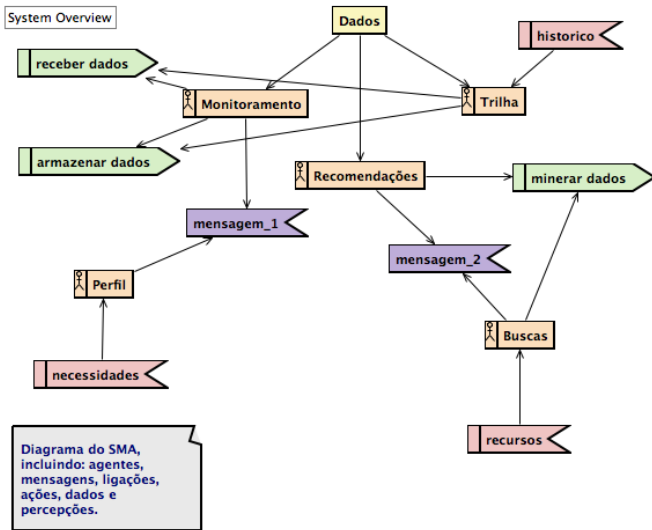 System Overview
Dados
historico
receber dados
Monitoramento
Trilha
armazenar dados
Recomendações
minerar dados
mensagem_1
mensagem_2
Perfil
Buscas
necessidades
recursos
Diagrama do SMA,
incluindo: agentes,
mensagens, ligações,
ações, dados e
percepções.